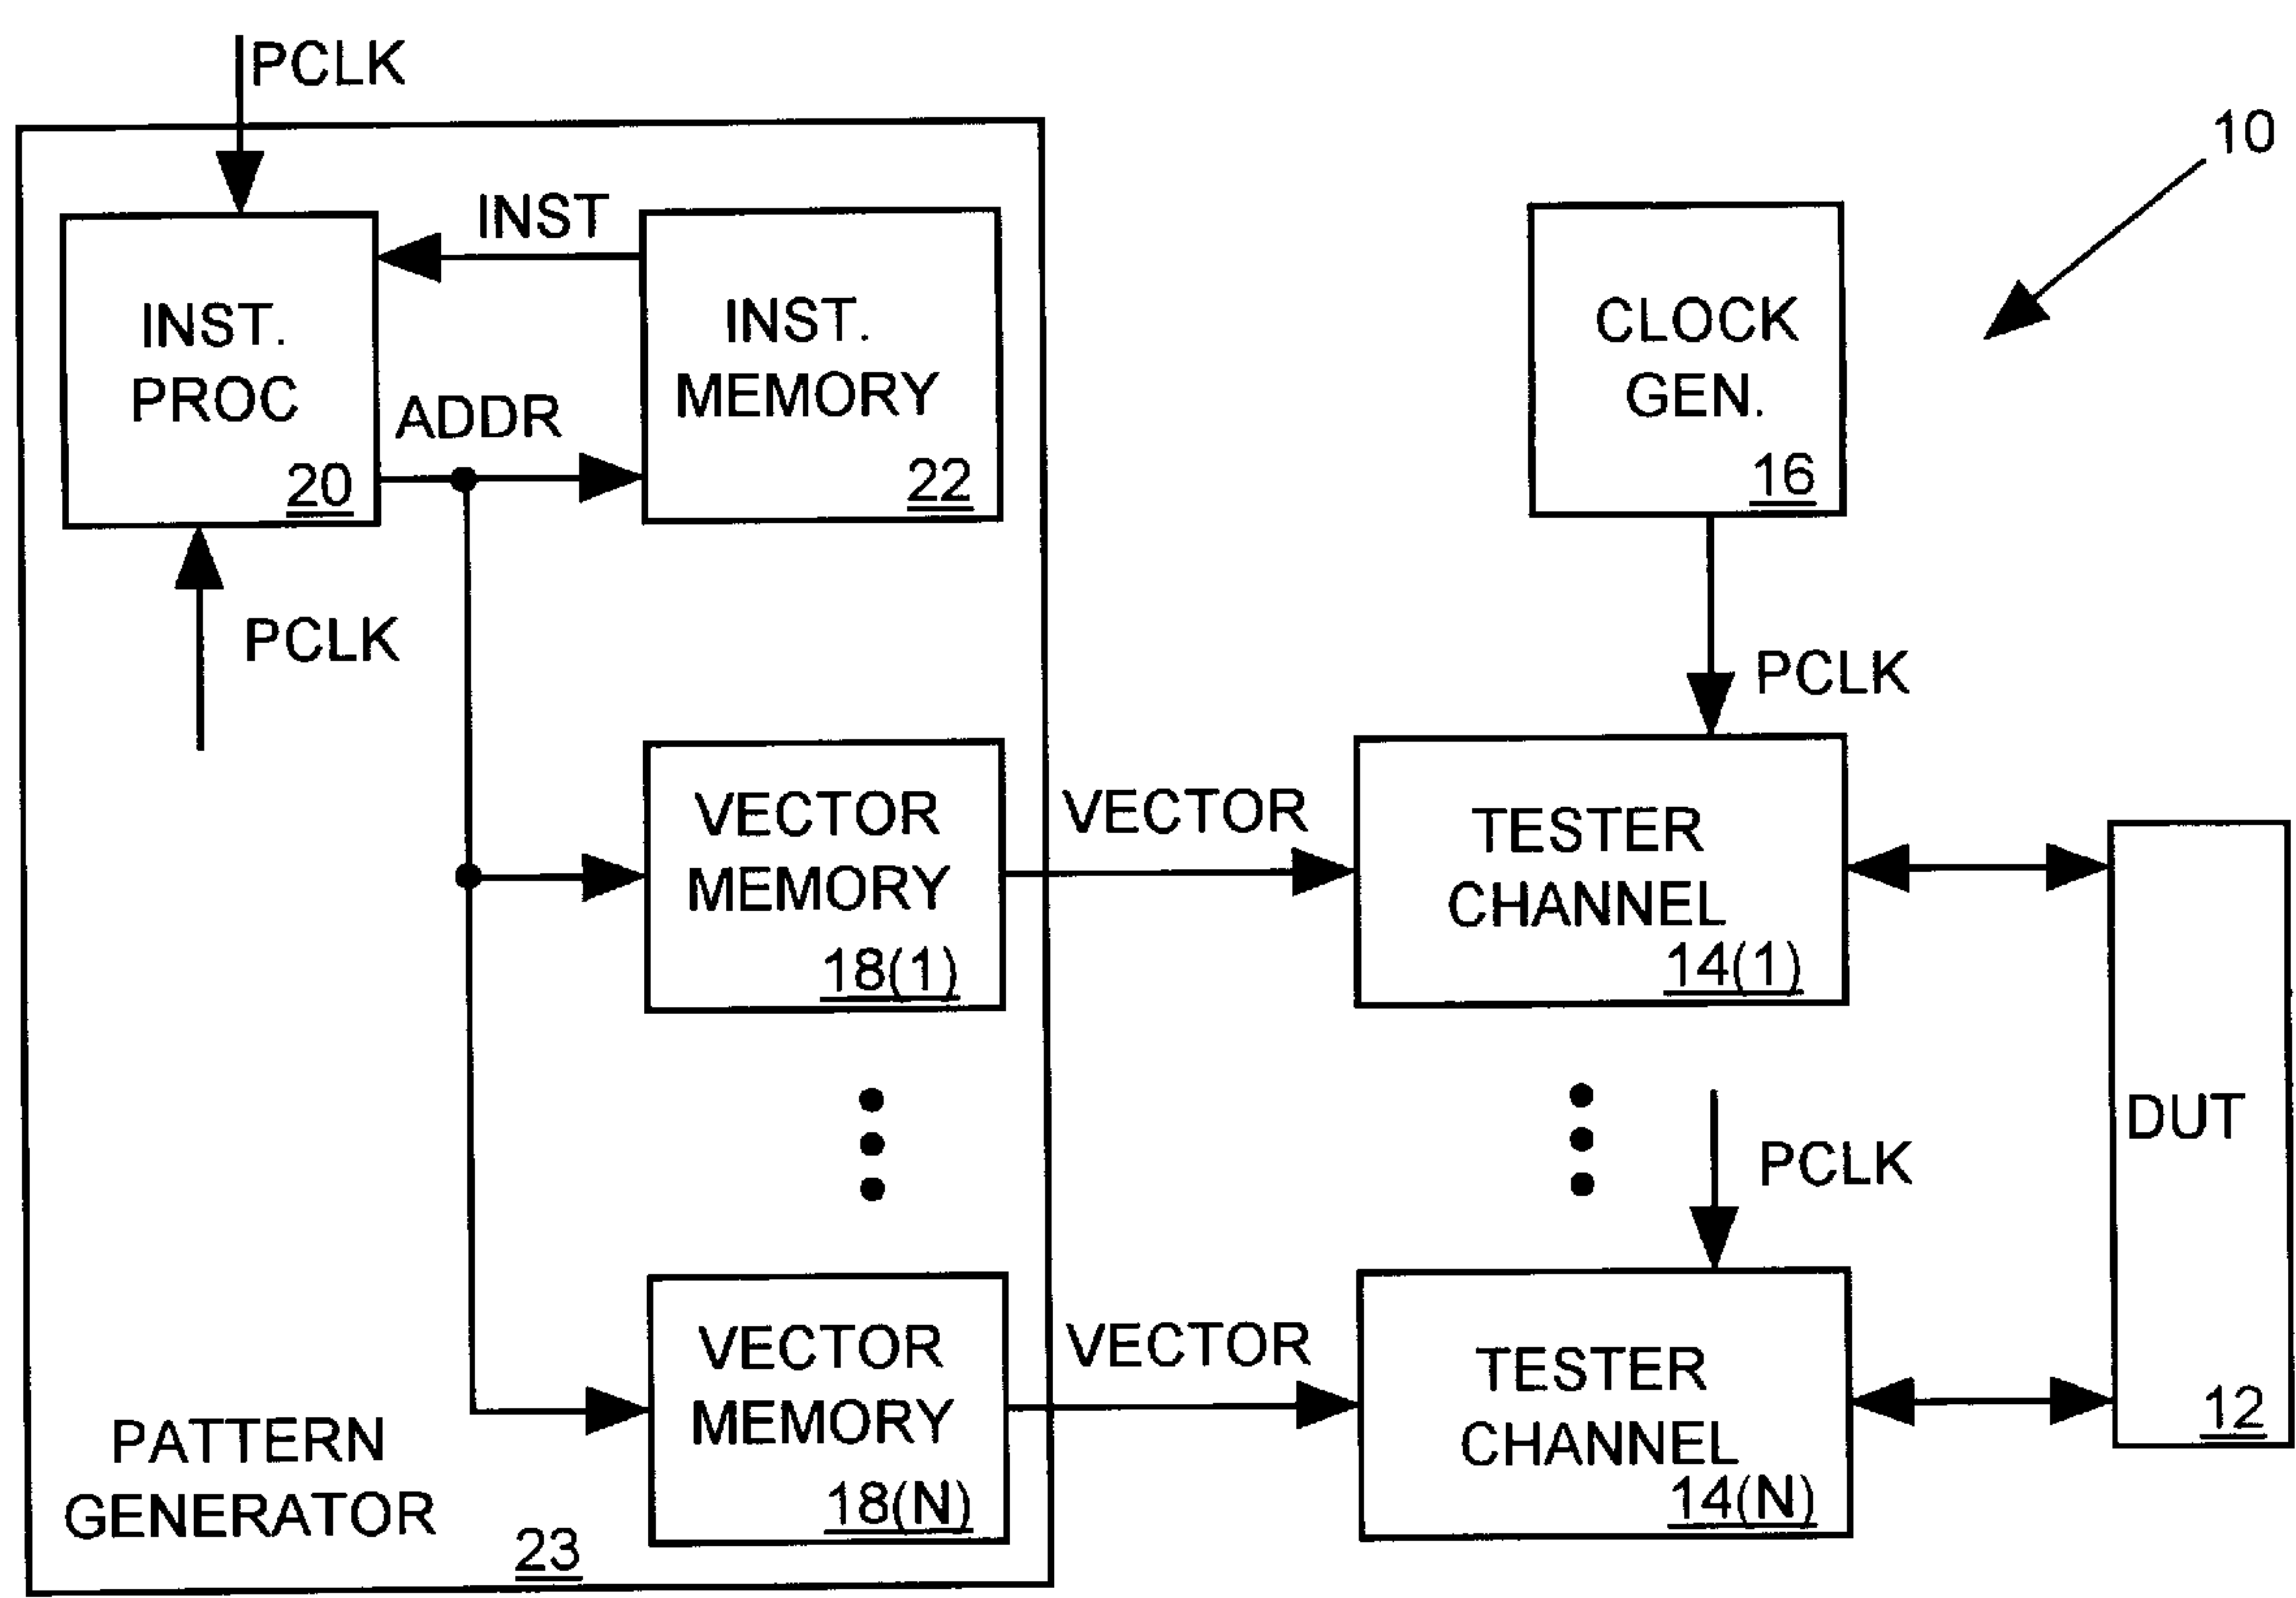 PCLK
10
INST
INST.
PROC
20
ADDR
INST.
MEMORY
22
CLOCK
GEN.
16
PCLK
PCLK
VECTOR
MEMORY
18(1)
VECTOR
TESTER
CHANNEL
14(1)
DUT
12
PCLK
VECTOR
MEMORY
18(N)
VECTOR
TESTER
CHANNEL
14(N)
PATTERN
GENERATOR
23